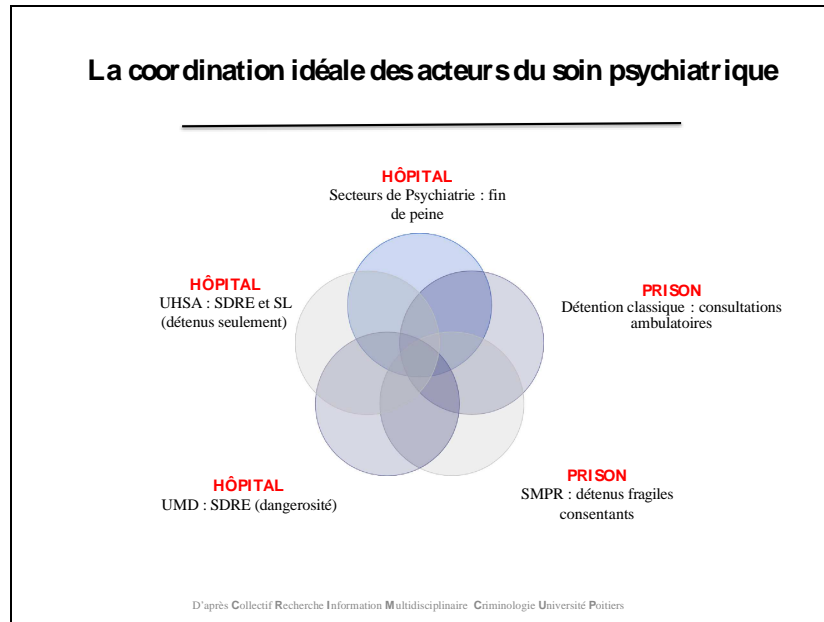 La coordination idéale des acteurs du soin psychiatrique
HÔPITAL
Secteurs de Psychiatrie : fin
de peine
HÔPITAL
UHSA : SDRE et SL
(détenus seulement)
PRISON
Détention classique : consultations
ambulatoires
HÔPITAL
UMD : SDRE (dangerosité)
PRISON
SMPR : détenus fragiles
consentants
D'après Collectif Recherche Information Multidisciplinaire Criminologie Université Poitiers